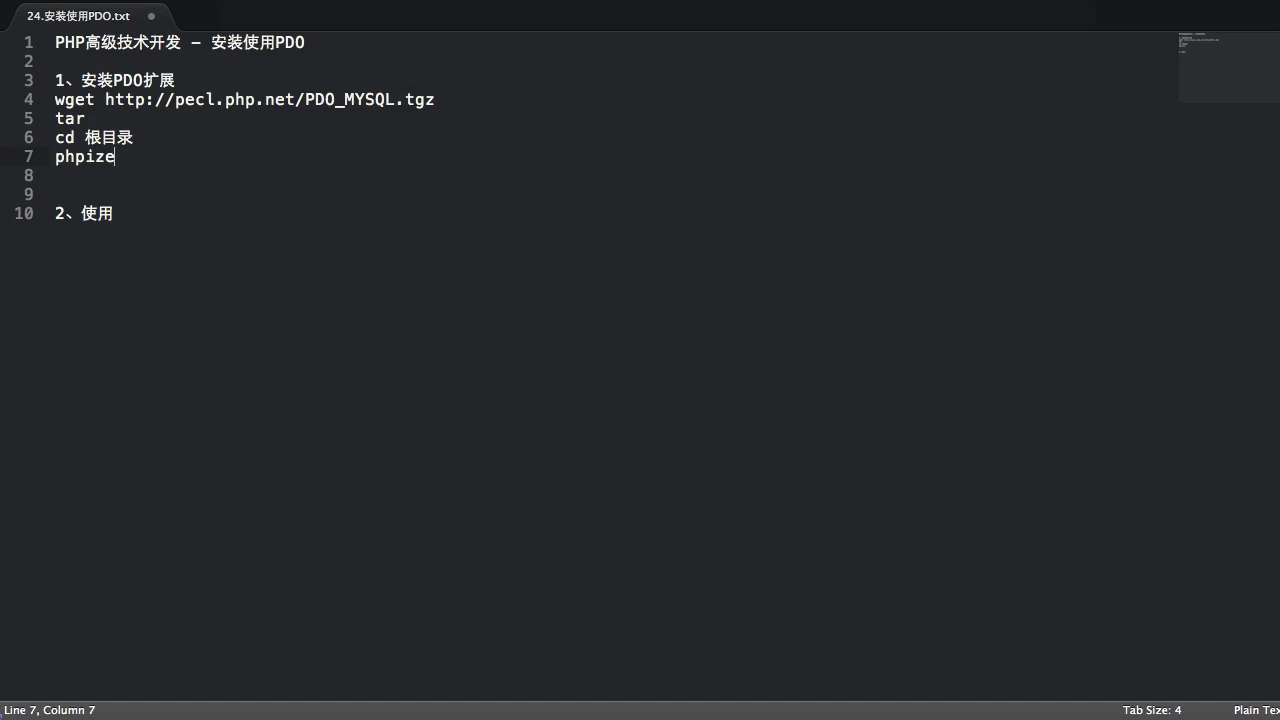 24.安装使用PDO.txt
1 PHP高级技术开发 – 安装使用PDO
2
3 1、安装PDO扩展
4 wget http://pecl.php.net/PDO_MYSQL.tgz
5 tar
6 cd 根目录
7 phpize
8
9
10 2、使用
Line 7, Column 7
Tab Size: 4
Plain Tex